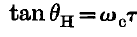 tan θ_H = ω_c τ